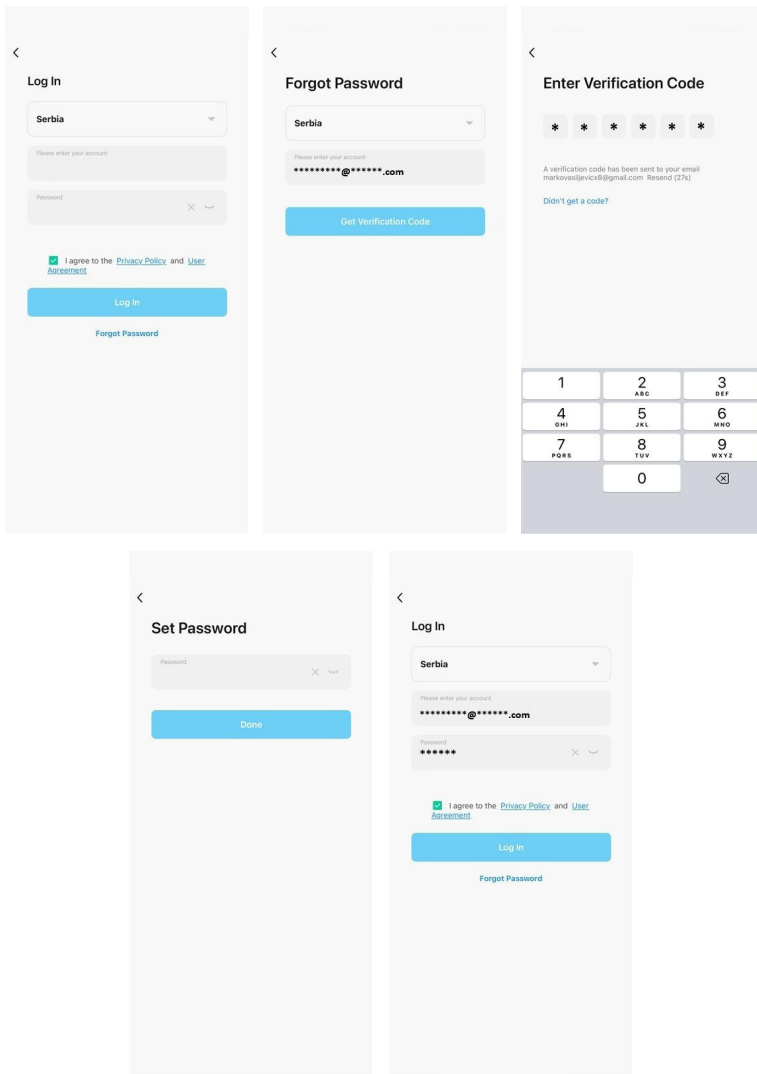 Log In
Serbia
Please enter your account
Password
I agree to the Privacy Policy and User
Agreement
Log In
Forgot Password
Forgot Password
Serbia
Please enter your account
*********@******.com
Get Verification Code
Enter Verification Code
* * * * * *
A verification code has been sent to your email
markovasiljevicx8@gmail.com Resend (27s)
Didn't get a code?
1
2
ABC
3
DEF
4
GHI
5
JKL
6
MNO
7
PQRS
8
TUV
9
WXYZ
0
Set Password
Password
Done
Log In
Serbia
Please enter your account
*********@******.com
Password
******
I agree to the Privacy Policy and User
Agreement
Log In
Forgot Password